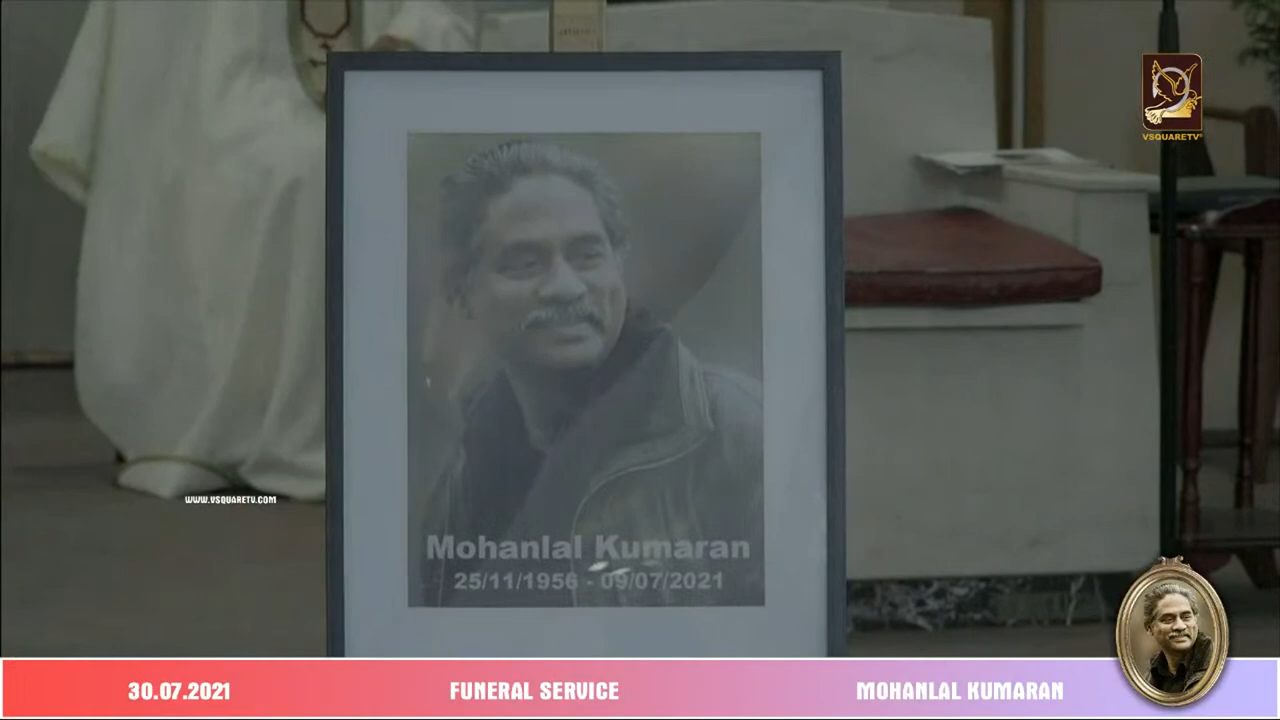 VSQUARETV
WWW.VSQUARETV.COM
Mohanlal Kumaran
25/11/1956 - 09/07/2021
30.07.2021
FUNERAL SERVICE
MOHANLAL KUMARAN